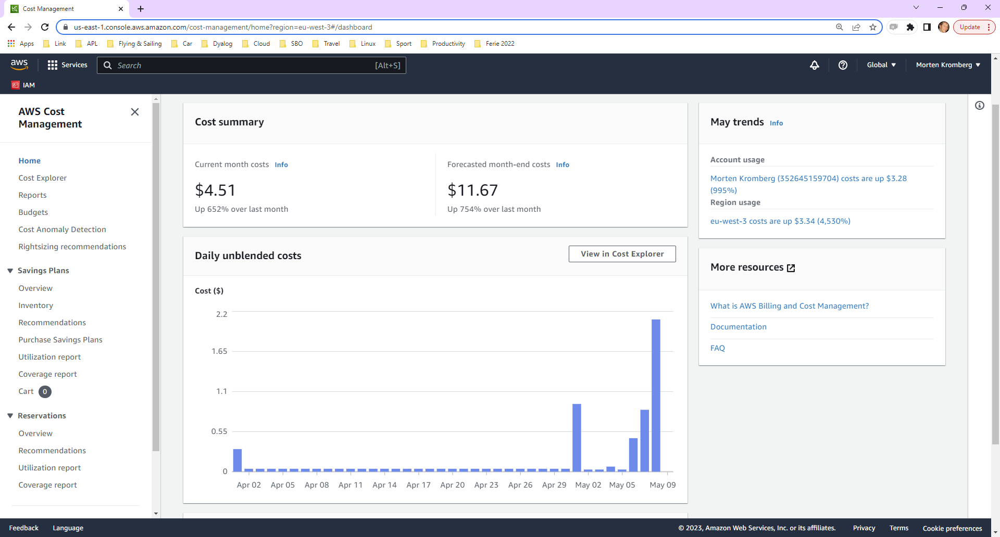 Cost Management
us-east-1.console.aws.amazon.com/cost-management/home?region=eu-west-3#/dashboard
Update
Apps Link APL Flying & Sailing Car Dyalog Cloud SBO Travel Linux Sport Productivity Ferie 2022
aws Services Search [Alt+S] Global Morten Kromberg
IAM
AWS Cost
Management
Home
Cost Explorer
Reports
Budgets
Cost Anomaly Detection
Rightsizing recommendations
Savings Plans
Overview
Inventory
Recommendations
Purchase Savings Plans
Utilization report
Coverage report
Cart 0
Reservations
Overview
Recommendations
Utilization report
Coverage report
Cost summary
Current month costs Info
$4.51
Up 652% over last month
Forecasted month-end costs Info
$11.67
Up 754% over last month
Daily unblended costs
View in Cost Explorer
Cost ($)
2.2
1.65
1.1
0.55
0
Apr 02 Apr 05 Apr 08 Apr 11 Apr 14 Apr 17 Apr 20 Apr 23 Apr 26 Apr 29 May 02 May 05 May 09
May trends Info
Account usage
Morten Kromberg (352645159704) costs are up $3.28
(995%)
Region usage
eu-west-3 costs are up $3.34 (4,530%)
More resources
What is AWS Billing and Cost Management?
Documentation
FAQ
Feedback Language © 2023, Amazon Web Services, Inc. or its affiliates. Privacy Terms Cookie preferences